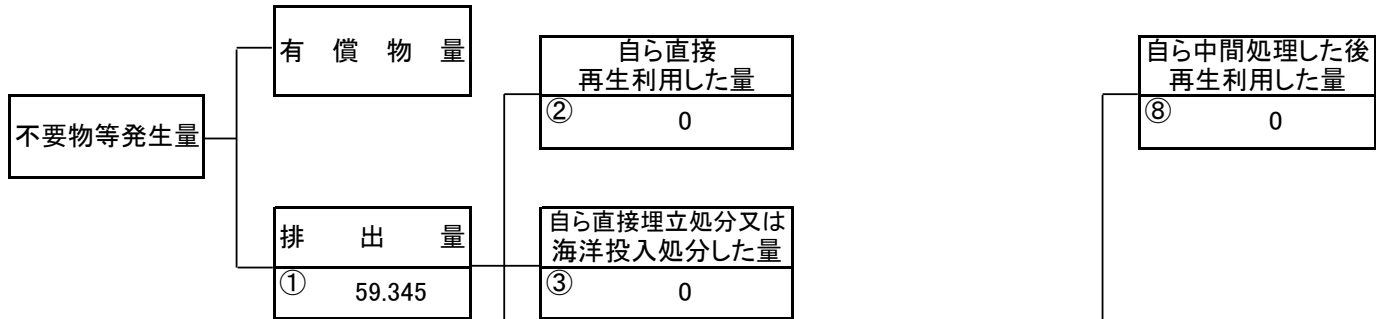 不要物等発生量
有償物量
排出量
① 59.345
自ら直接
再生利用した量
② 0
自ら直接埋立処分又は
海洋投入処分した量
③ 0
自ら中間処理した後
再生利用した量
⑧ 0